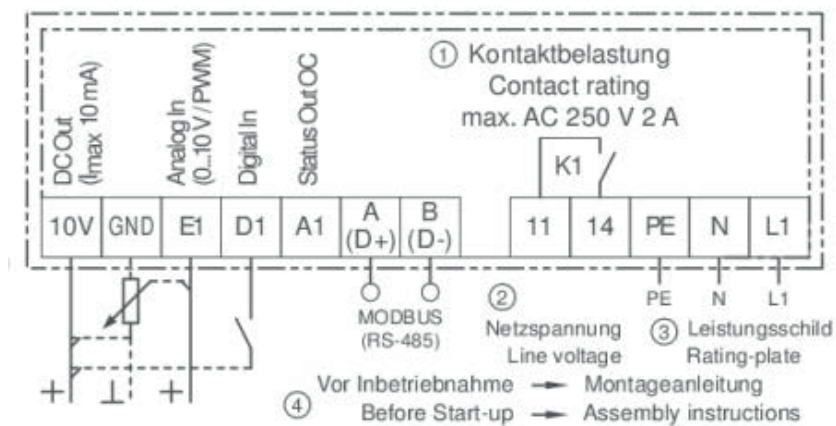 ① Kontaktbelastung
Contact rating
max. AC 250 V 2 A
DC Out
(Imax 10 mA)
Analog In
(0...10 V / PWM)
Digital In
Status Out OC
K1
10V GND E1 D1 A1 A (D+) B (D-) 11 14 PE N L1
MODBUS
(RS-485)
② Netzspannung
Line voltage
PE N L1
③ Leistungsschild
Rating-plate
④ Vor Inbetriebnahme → Montageanleitung
Before Start-up → Assembly instructions
+ ⊥ +